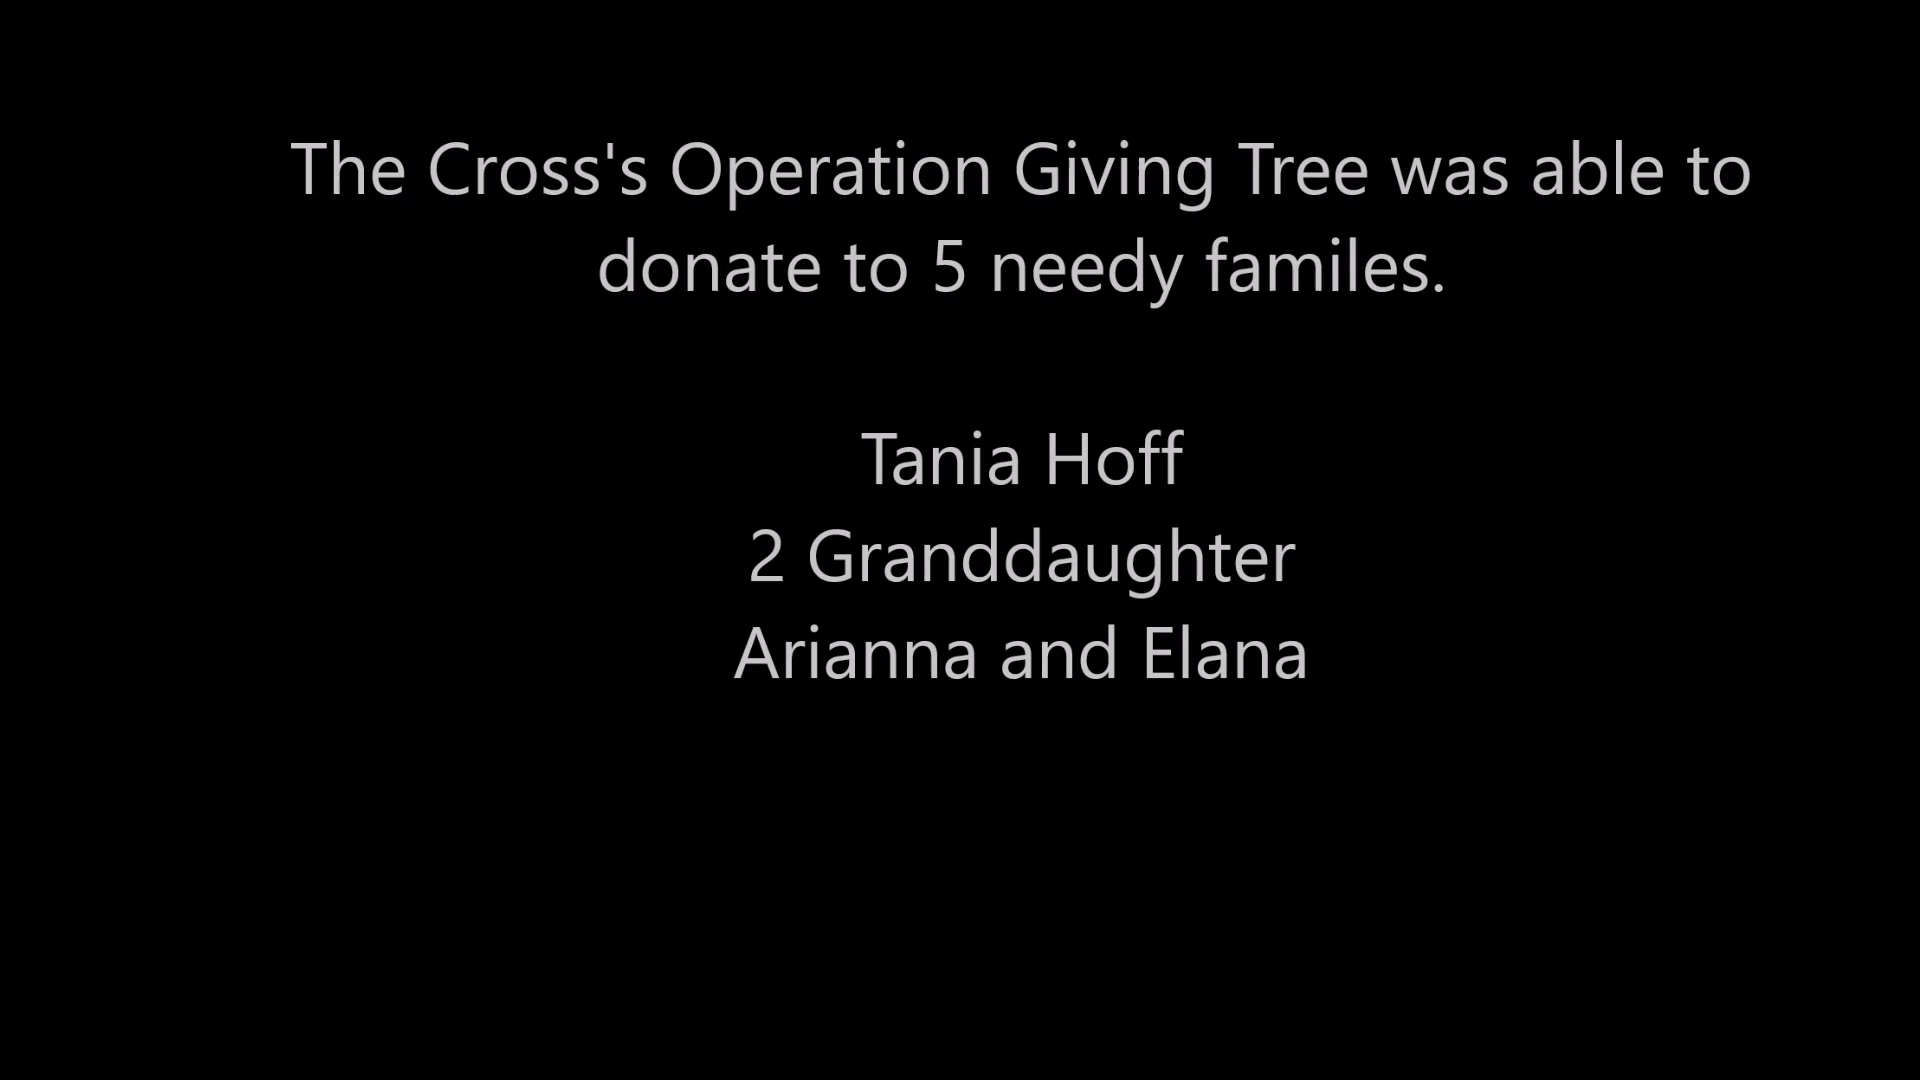 The Cross's Operation Giving Tree was able to
donate to 5 needy familes.
Tania Hoff
2 Granddaughter
Arianna and Elana